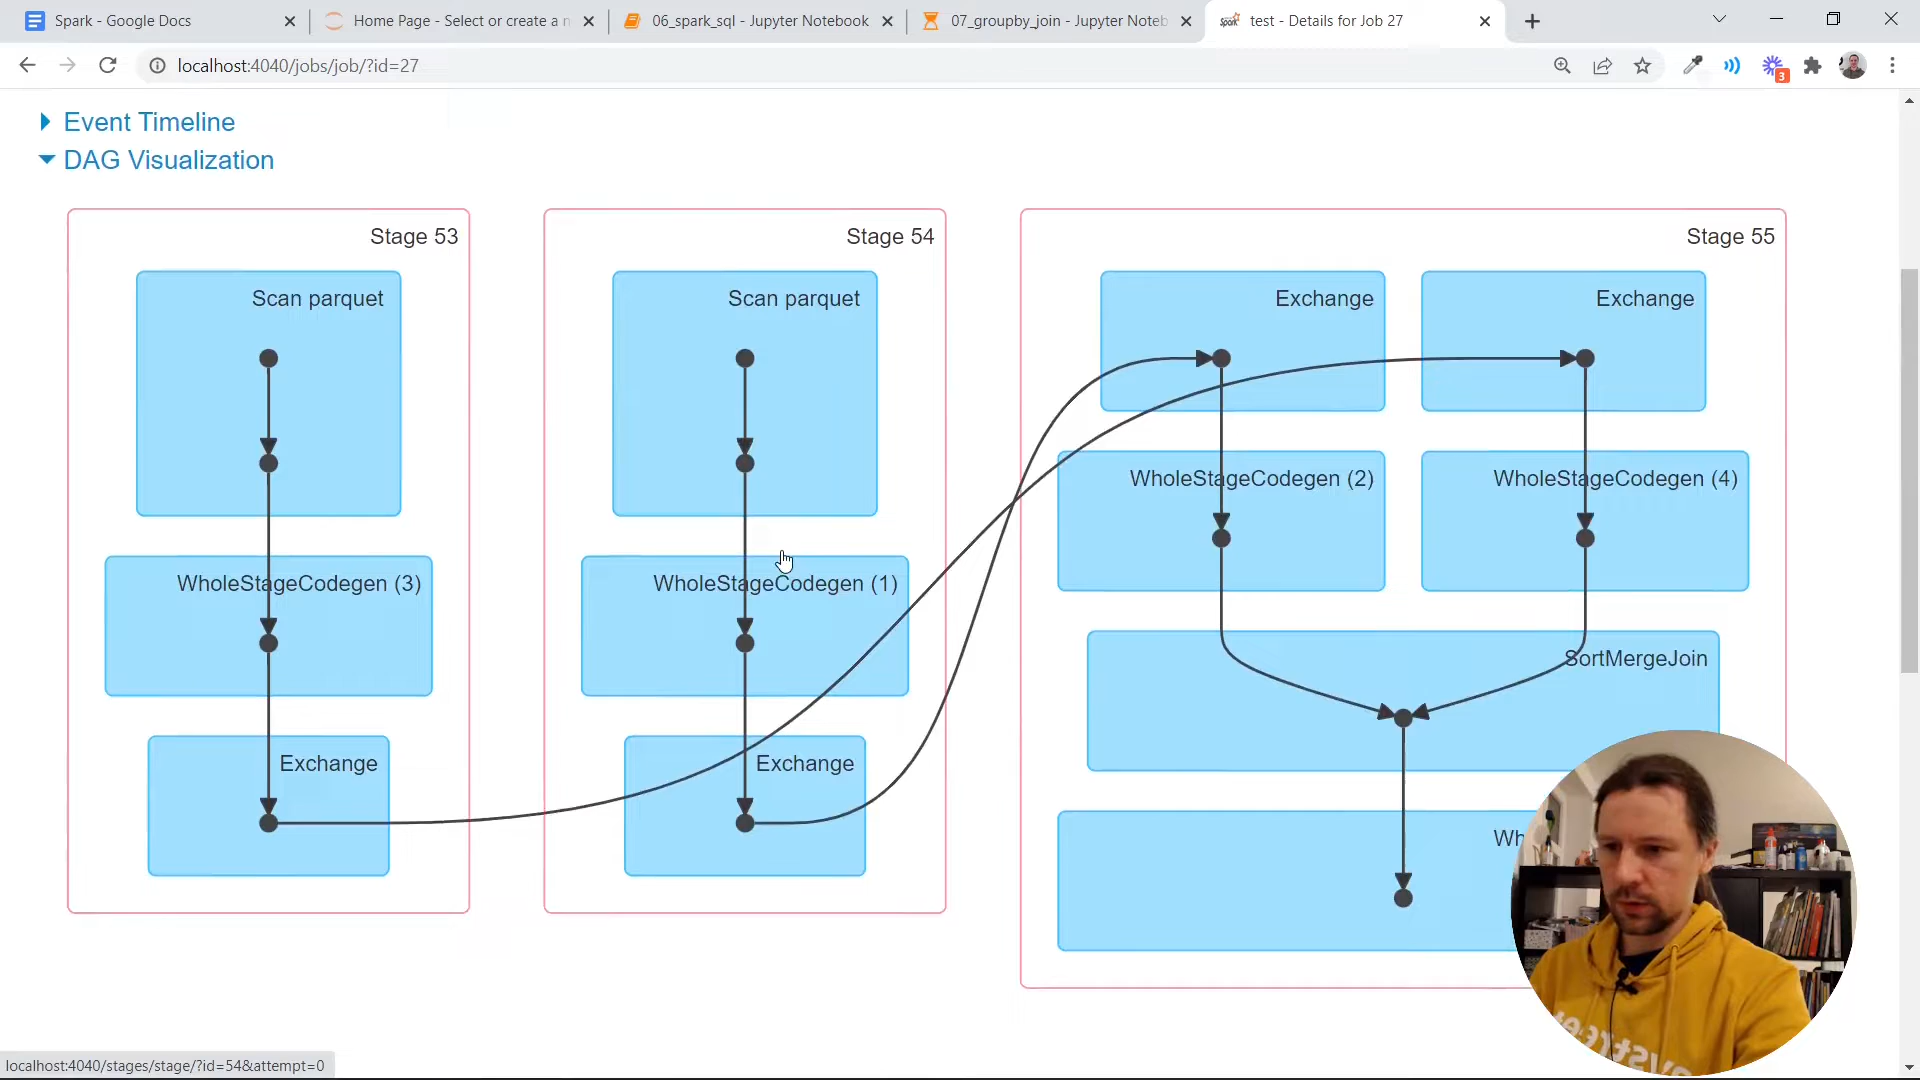 Spark - Google Docs
Home Page - Select or create a n
06_spark_sql - Jupyter Notebook
07_groupby_join - Jupyter Noteb
Spark
test - Details for Job 27
localhost:4040/jobs/job/?id=27
3
Event Timeline
DAG Visualization
Stage 53
Stage 54
Stage 55
Scan parquet
Scan parquet
Exchange
Exchange
WholeStageCodegen (2)
WholeStageCodegen (4)
WholeStageCodegen (3)
WholeStageCodegen (1)
SortMergeJoin
Exchange
Exchange
Wh
localhost:4040/stages/stage/?id=54&attempt=0